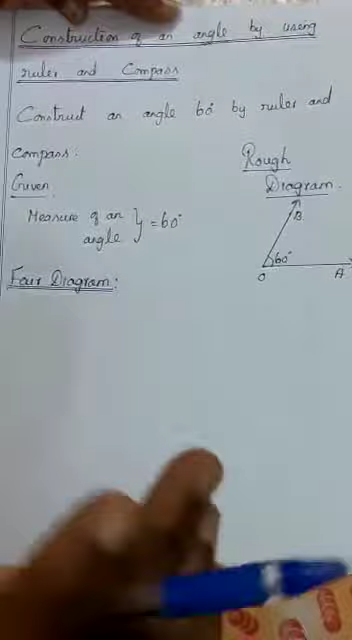 Construction of an angle by using
ruler and Compass
Construct an angle 60° by ruler and
Compass:
Rough
Diagram.
Given
Measure of an
angle } = 60°
B
60°
O
A
Fair Diagram: